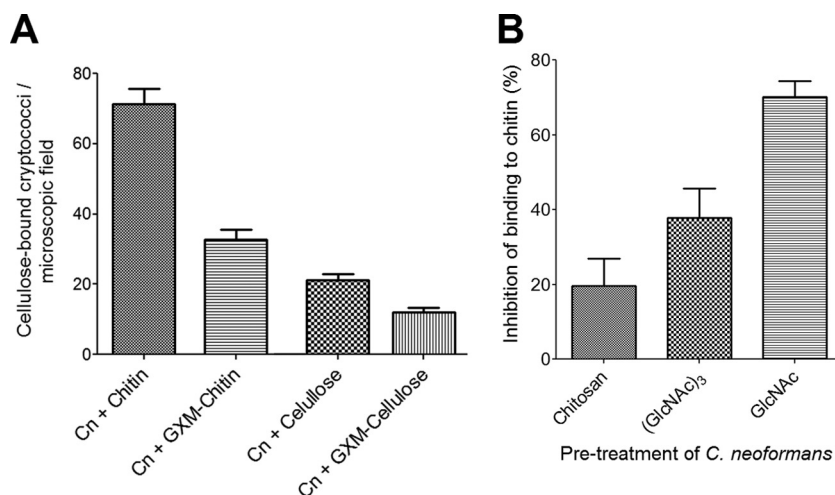 A
Cellulose-bound cryptococci /
microscopic field
80
60
40
20
0
Cn + Chitin
Cn + GXM-Chitin
Cn + Celullose
Cn + GXM-Cellulose
B
Inhibition of binding to chitin (%)
80
60
40
20
0
Chitosan
(GlcNAc)₃
GlcNAc
Pre-treatment of C. neoformans